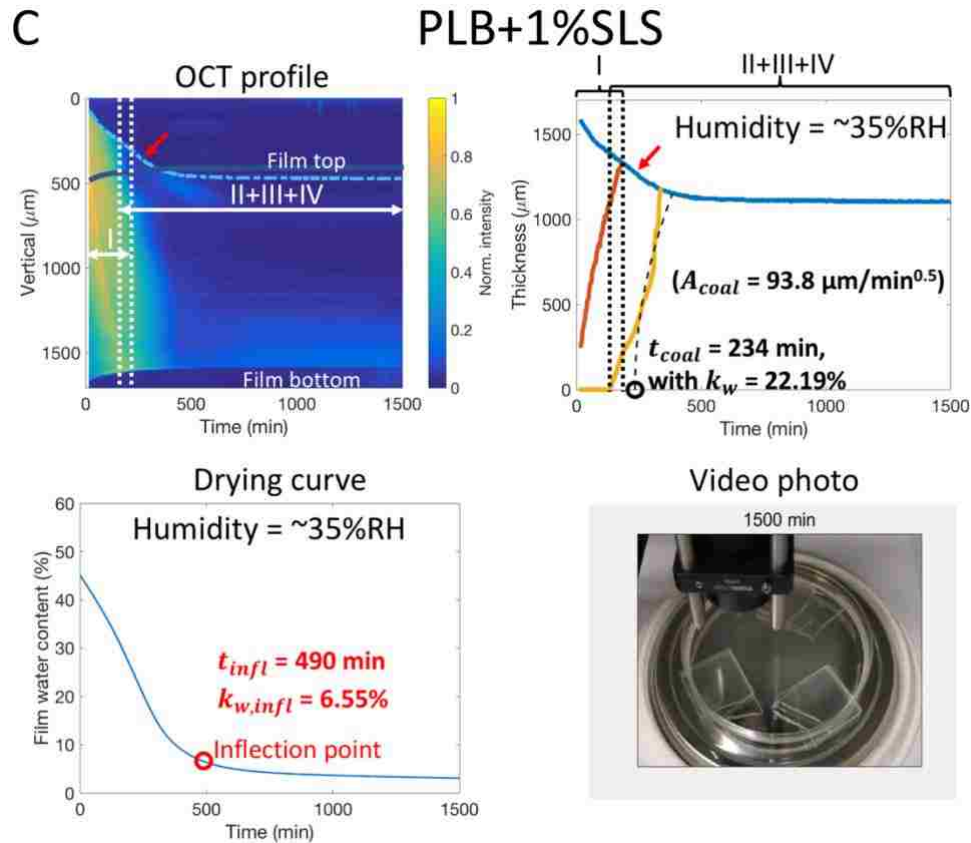 C
PLB+1%SLS
OCT profile
0
500
1000
1500
Vertical (μm)
0
500
1000
1500
Time (min)
Film top
II+III+IV
I
Film bottom
1
0.8
0.6
0.4
0.2
0
Norm. intensity
I
II+III+IV
Humidity = ~35%RH
1500
1000
500
0
Thickness (μm)
(A_coal = 93.8 μm/min^0.5)
t_coal = 234 min,
with k_w = 22.19%
0
500
1000
1500
Time (min)
Drying curve
60
50
40
30
20
10
0
Film water content (%)
Humidity = ~35%RH
t_infl = 490 min
k_w,infl = 6.55%
Inflection point
0
500
1000
1500
Time (min)
Video photo
1500 min